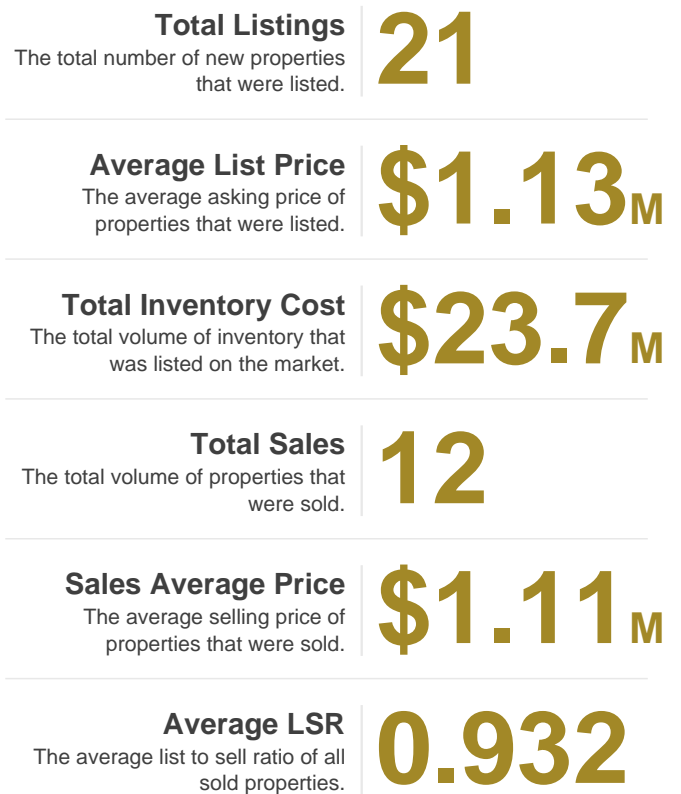 Total Listings
The total number of new properties
that were listed.
21
Average List Price
The average asking price of
properties that were listed.
$1.13M
Total Inventory Cost
The total volume of inventory that
was listed on the market.
$23.7M
Total Sales
The total volume of properties that
were sold.
12
Sales Average Price
The average selling price of
properties that were sold.
$1.11M
Average LSR
The average list to sell ratio of all
sold properties.
0.932